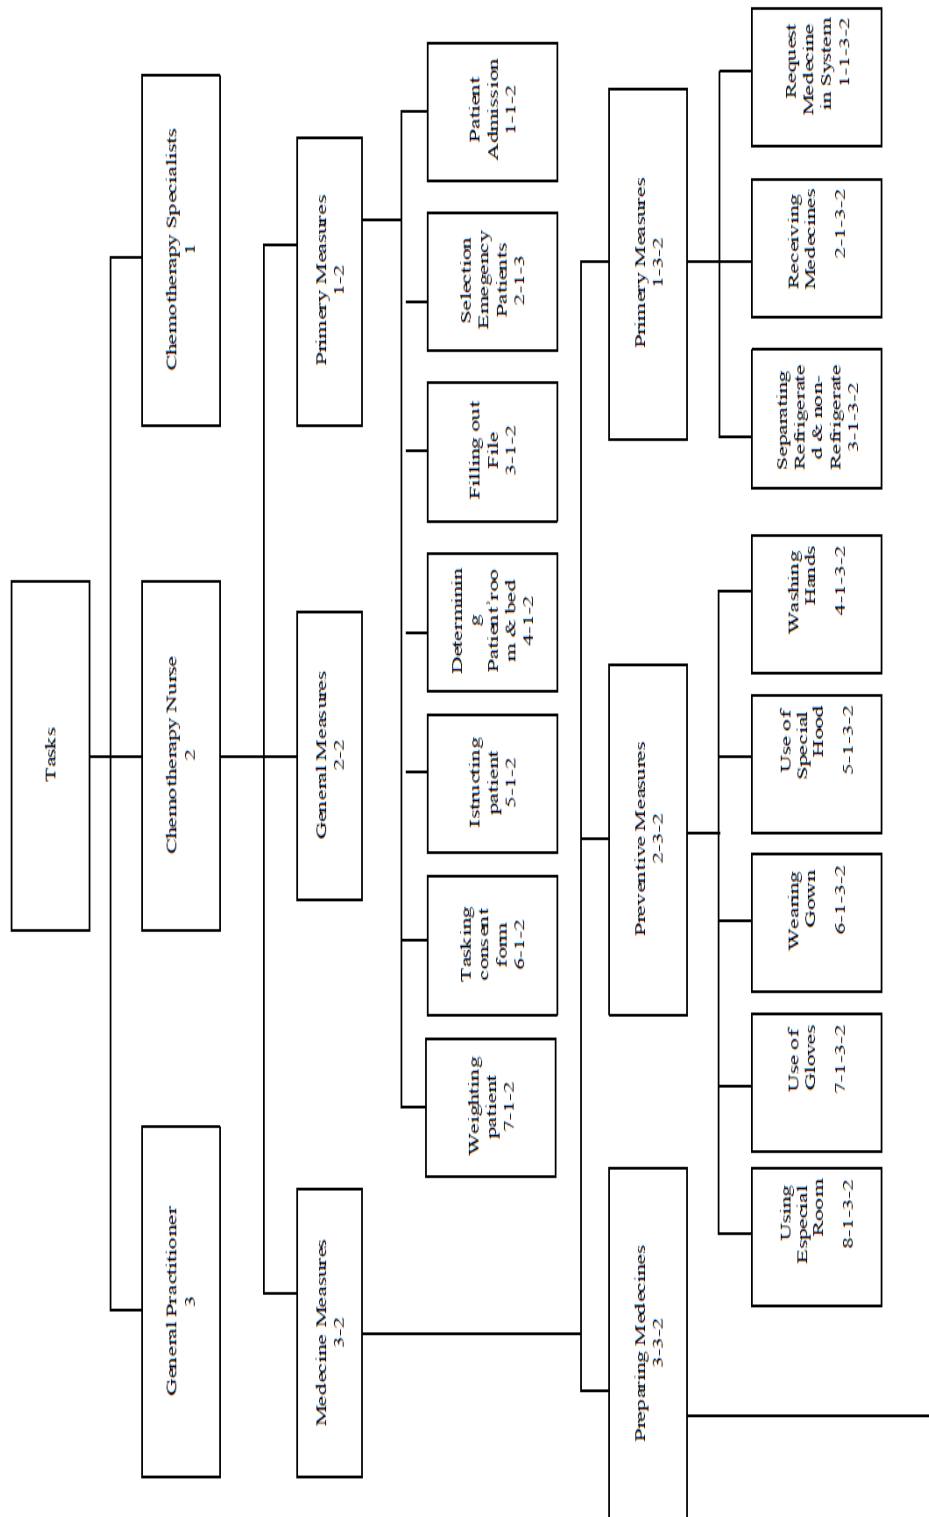 Tasks
General Practitioner
3
Chemotherapy Nurse
2
Chemotherapy Specialists
1
Medecine Measures
3-2
General Measures
2-2
Primery Measures
1-2
Weighting
patient
7-1-2
Tasking
consent
form
6-1-2
Istructing
patient
5-1-2
Determinin
g
Patient'roo
m & bed
4-1-2
Filling out
File
3-1-2
Selection
Emegency
Patients
2-1-3
Patient
Admission
1-1-2
Preparing Medecines
3-3-2
Preventive Measures
2-3-2
Primery Measures
1-3-2
Using
Especial
Room
8-1-3-2
Use of
Gloves
7-1-3-2
Wearing
Gown
6-1-3-2
Use of
Special
Hood
5-1-3-2
Washing
Hands
4-1-3-2
Separating
Refrigerate
d & non-
Refrigerate
3-1-3-2
Receiving
Medecines
2-1-3-2
Request
Medecine
in System
1-1-3-2